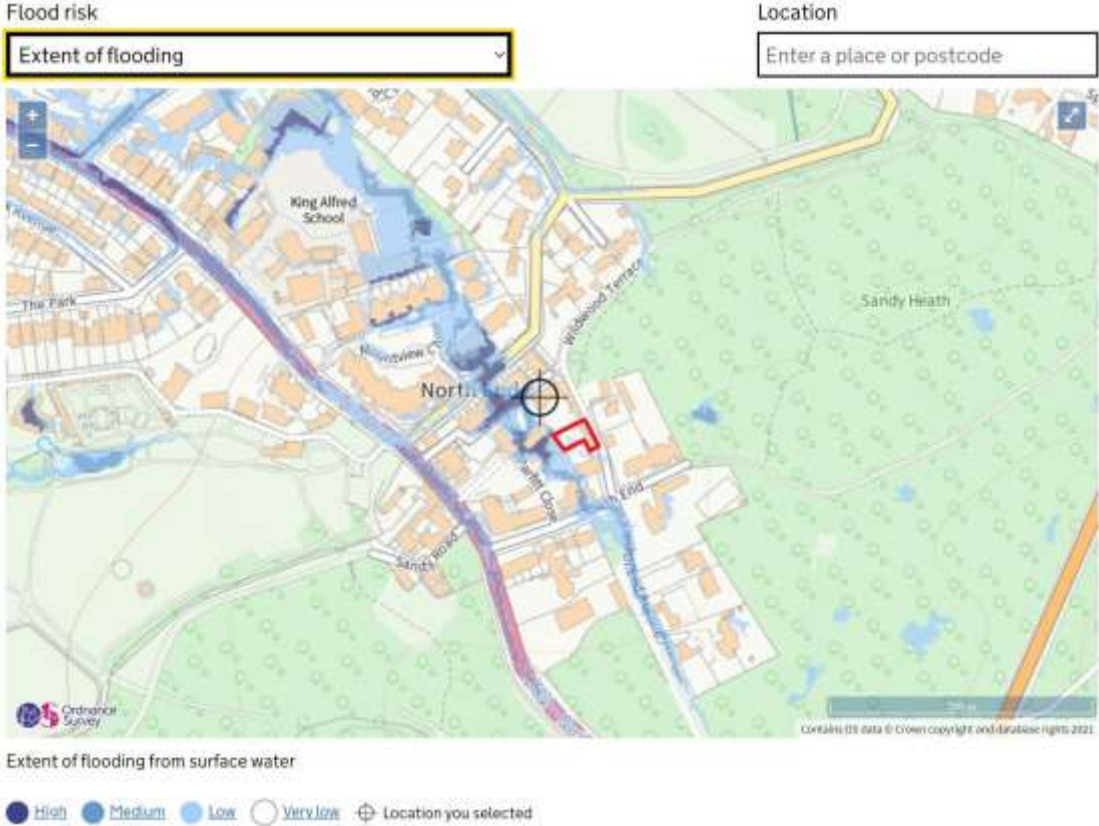 Flood risk
Location
Extent of flooding
Enter a place or postcode
King Alfred
School
The Park
Wildwood Terrace
Sandy Heath
North End
Close
Sandy Road
Ordnance
Survey
Contains OS data © Crown copyright and database rights 2021
Extent of flooding from surface water
High
Medium
Low
Very low
Location you selected